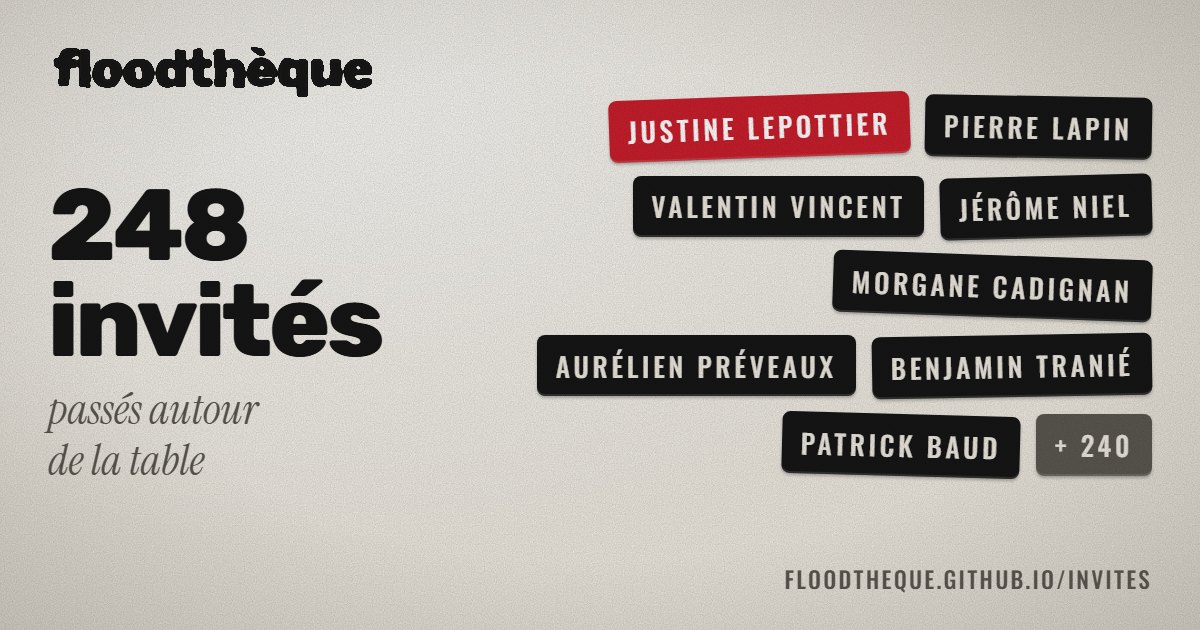 floodthèque
248
invités
passés autour
de la table
JUSTINE LEPOTTIER PIERRE LAPIN
VALENTIN VINCENT JÉRÔME NIEL
MORGANE CADIGNAN
AURÉLIEN PRÉVEAUX BENJAMIN TRANIÉ
PATRICK BAUD + 240
FLOODTHEQUE.GITHUB.IO/INVITES